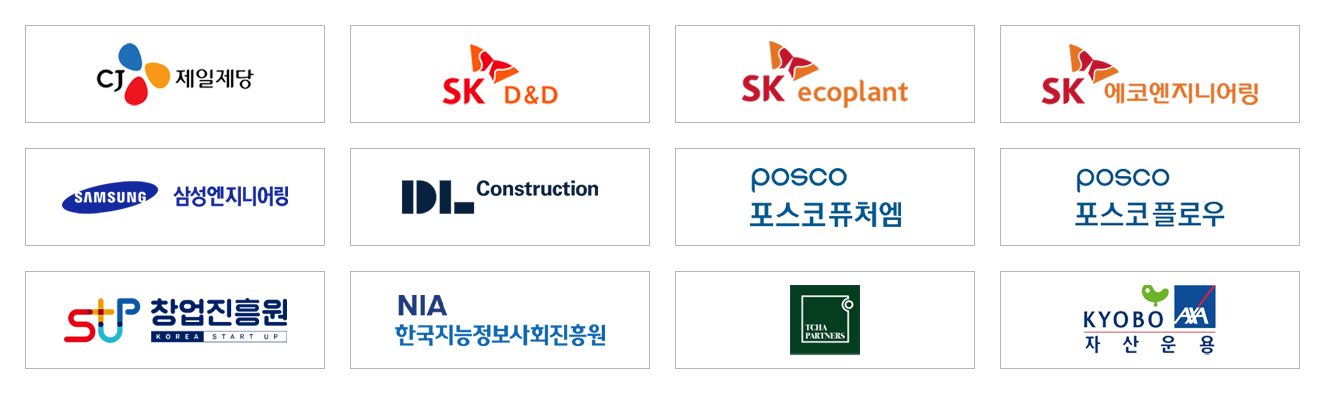 CJ 제일제당
SK D&D
SK ecoplant
SK 에코엔지니어링
SAMSUNG 삼성엔지니어링
DL Construction
posco
포스코퓨처엠
posco
포스코플로우
stUP 창업진흥원
KOREA START UP
NIA
한국지능정보사회진흥원
TCHA
PARTNERS
KYOBO AXA
자산운용